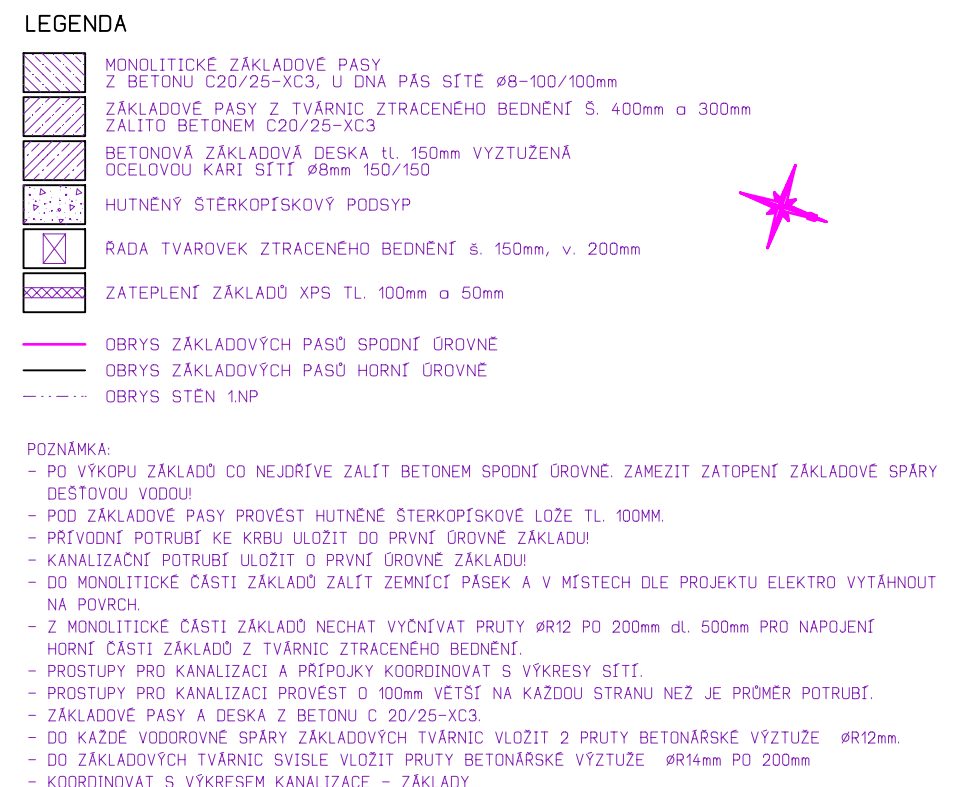 LEGENDA
MONOLITICKÉ ZÁKLADOVÉ PASY
Z BETONU C20/25-XC3, U DNA PÁS SÍTĚ Ø8-100/100mm
ZÁKLADOVÉ PASY Z TVÁRNIC ZTRACENÉHO BEDNĚNÍ Š. 400mm a 300mm
ZALITO BETONEM C20/25-XC3
BETONOVÁ ZÁKLADOVÁ DESKA tl. 150mm VYZTUŽENÁ
OCELOVOU KARI SÍTÍ Ø8mm 150/150
HUTNĚNÝ ŠTĚRKOPÍSKOVÝ PODSYP
ŘADA TVAROVEK ZTRACENÉHO BEDNĚNÍ š. 150mm, v. 200mm
ZATEPLENÍ ZÁKLADŮ XPS TL. 100mm a 50mm
OBRYS ZÁKLADOVÝCH PASŮ SPODNÍ ÚROVNĚ
OBRYS ZÁKLADOVÝCH PASŮ HORNÍ ÚROVNĚ
OBRYS STĚN 1.NP
POZNÁMKA:
- PO VÝKOPU ZÁKLADŮ CO NEJDŘÍVE ZALÍT BETONEM SPODNÍ ÚROVNĚ. ZAMEZIT ZATOPENÍ ZÁKLADOVÉ SPÁRY
DEŠŤOVOU VODOU!
- POD ZÁKLADOVÉ PASY PROVÉST HUTNĚNÉ ŠTERKOPÍSKOVÉ LOŽE TL. 100MM.
- PŘÍVODNÍ POTRUBÍ KE KRBU ULOŽIT DO PRVNÍ ÚROVNĚ ZÁKLADU!
- KANALIZAČNÍ POTRUBÍ ULOŽIT O PRVNÍ ÚROVNĚ ZÁKLADU!
- DO MONOLITICKÉ ČÁSTI ZÁKLADŮ ZALÍT ZEMNÍCÍ PÁSEK A V MÍSTECH DLE PROJEKTU ELEKTRO VYTÁHNOUT
NA POVRCH.
- Z MONOLITICKÉ ČÁSTI ZÁKLADŮ NECHAT VYČNÍVAT PRUTY ØR12 PO 200mm dl. 500mm PRO NAPOJENÍ
HORNÍ ČÁSTI ZÁKLADŮ Z TVÁRNIC ZTRACENÉHO BEDNĚNÍ.
- PROSTUPY PRO KANALIZACI A PŘÍPOJKY KOORDINOVAT S VÝKRESY SÍTÍ.
- PROSTUPY PRO KANALIZACI PROVÉST O 100mm VĚTŠÍ NA KAŽDOU STRANU NEŽ JE PRŮMĚR POTRUBÍ.
- ZÁKLADOVÉ PASY A DESKA Z BETONU C 20/25-XC3.
- DO KAŽDÉ VODOROVNÉ SPÁRY ZÁKLADOVÝCH TVÁRNIC VLOŽIT 2 PRUTY BETONÁŘSKÉ VÝZTUŽE ØR12mm.
- DO ZÁKLADOVÝCH TVÁRNIC SVISLE VLOŽIT PRUTY BETONÁŘSKÉ VÝZTUŽE ØR14mm PO 200mm
- KOORDINOVAT S VÝKRESEM KANALIZACE - ZÁKLADY